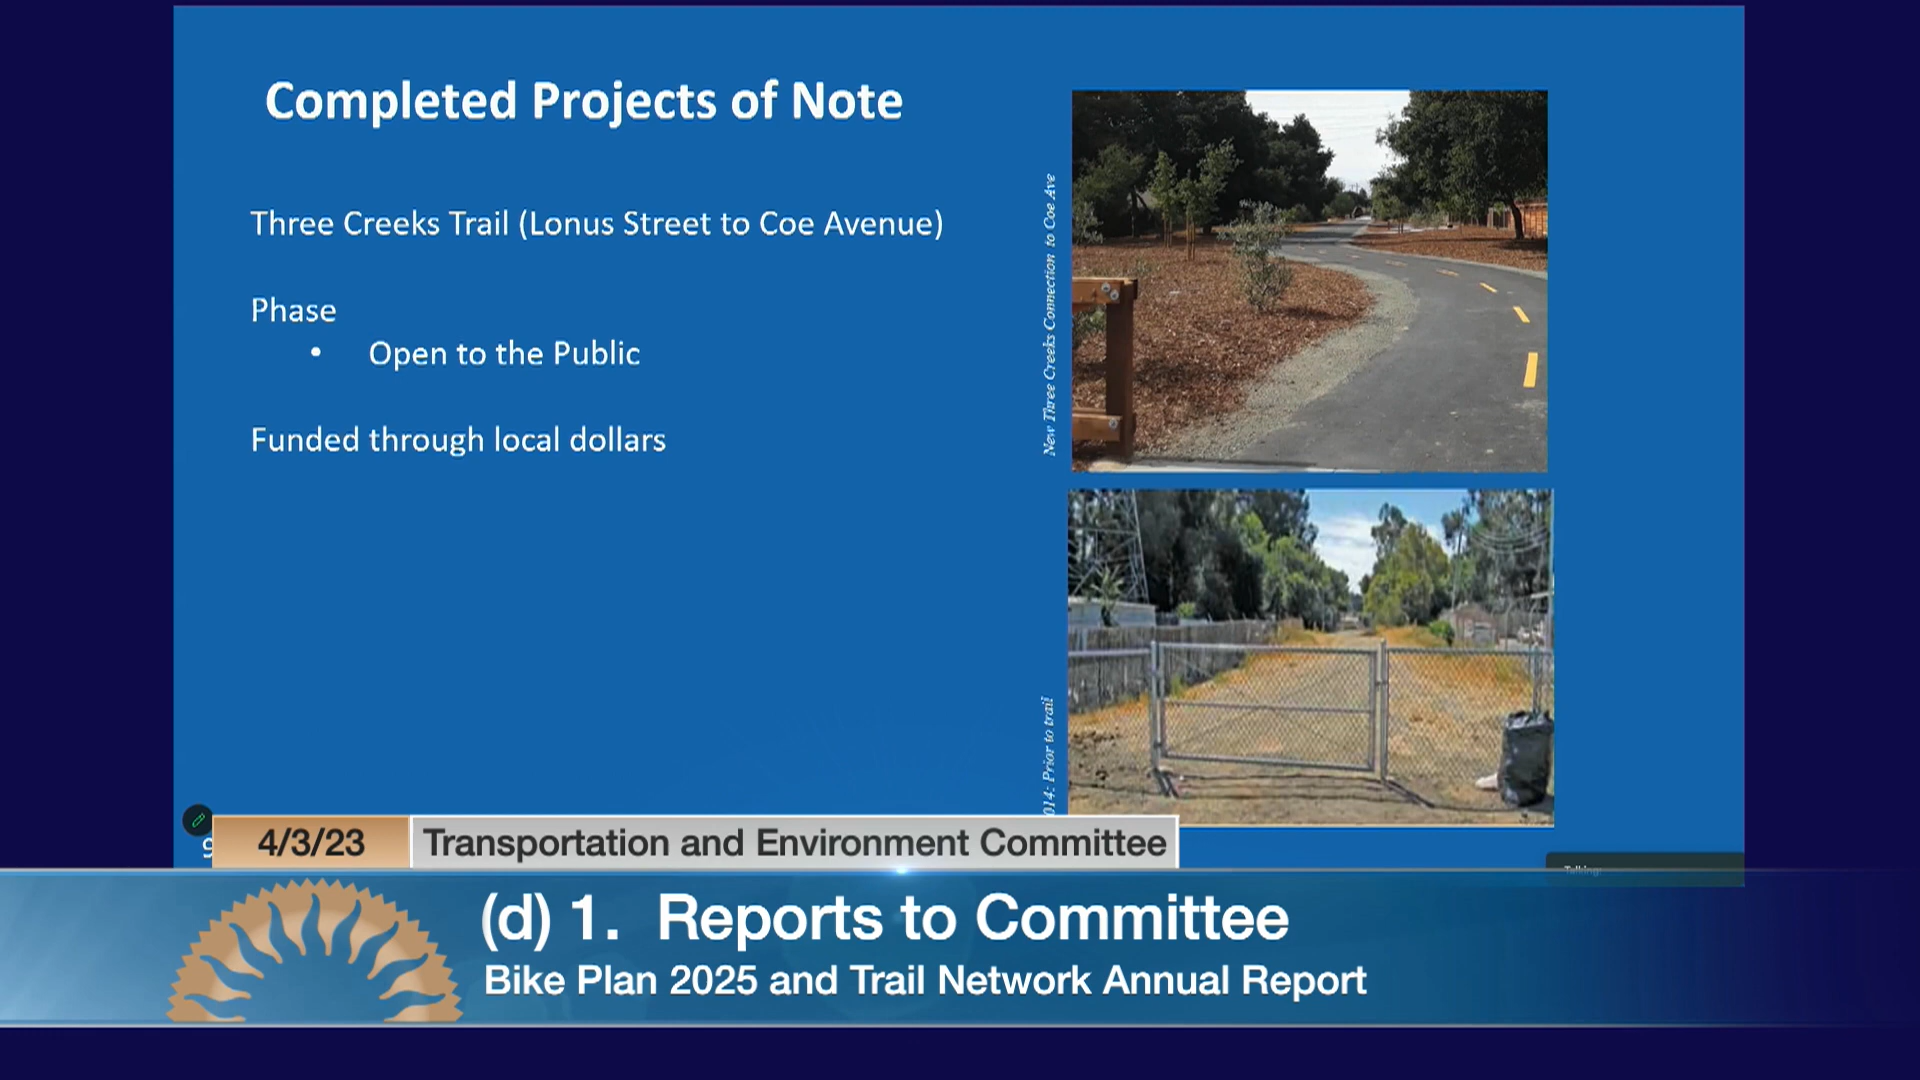 Completed Projects of Note
Three Creeks Trail (Lonus Street to Coe Avenue)
Phase
• Open to the Public
Funded through local dollars
New Three Creeks Connection to Coe Ave
014: Prior to trail
9
4/3/23
Transportation and Environment Committee
Talking:
(d) 1. Reports to Committee
Bike Plan 2025 and Trail Network Annual Report